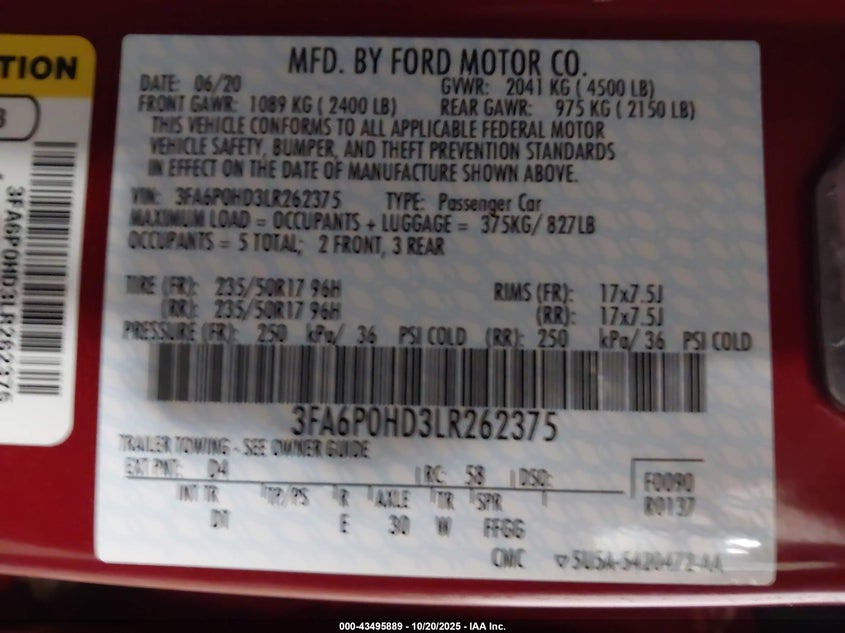 TION
3FA6P0HD3LR262375
MFD. BY FORD MOTOR CO.
DATE: 06/20 GVWR: 2041 KG ( 4500 LB)
FRONT GAWR: 1089 KG ( 2400 LB) REAR GAWR: 975 KG ( 2150 LB)
THIS VEHICLE CONFORMS TO ALL APPLICABLE FEDERAL MOTOR
VEHICLE SAFETY, BUMPER, AND THEFT PREVENTION STANDARDS
IN EFFECT ON THE DATE OF MANUFACTURE SHOWN ABOVE.
VIN: 3FA6P0HD3LR262375 TYPE: Passenger Car
MAXIMUM LOAD = OCCUPANTS + LUGGAGE = 375KG/ 827LB
OCCUPANTS = 5 TOTAL; 2 FRONT, 3 REAR
TIRE (FR): 235/50R17 96H RIMS (FR): 17x7.5J
(RR): 235/50R17 96H (RR): 17x7.5J
PRESSURE (FR): 250 kPa/ 36 PSI COLD (RR): 250 kPa/ 36 PSI COLD
3FA6P0HD3LR262375
TRAILER TOWING - SEE OWNER GUIDE
EXT PNT: D4 RC: 58 DSO: F0090
R0137
INT TR TP/PS R AXLE TR SPR
DT E 30 W FFGG
CMC 5U5A-5420472-AA
000-43495889 - 10/20/2025 - IAA Inc.